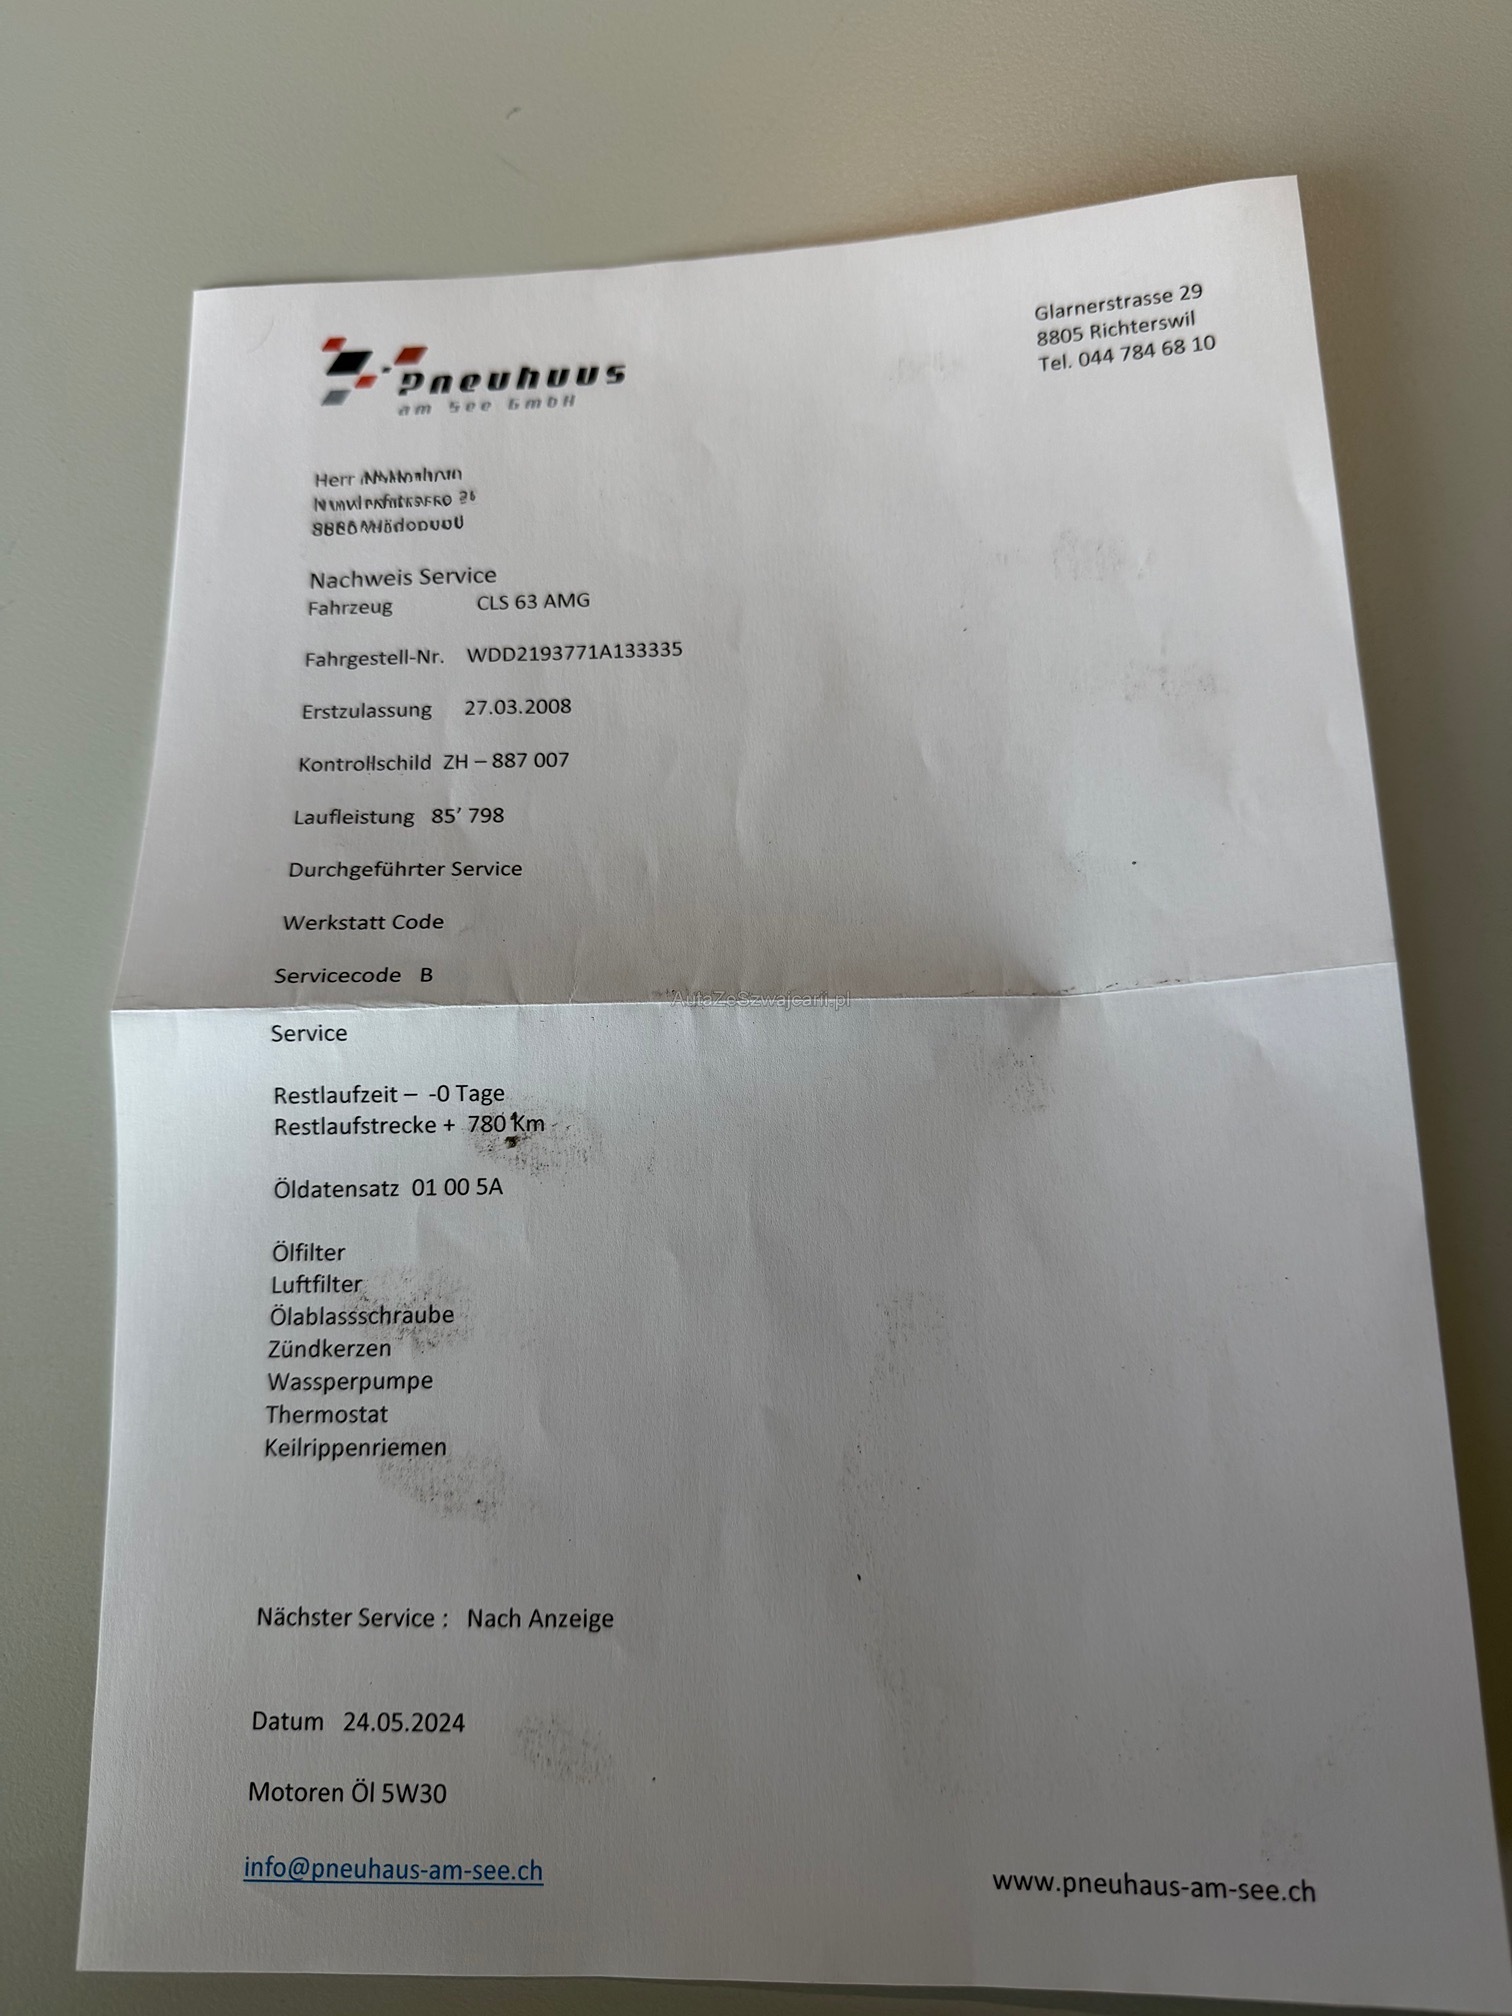 Pneuhuus
am See GmbH
Glarnerstrasse 29
8805 Richterswil
Tel. 044 784 68 10
Herr
Nachweis Service
Fahrzeug CLS 63 AMG
Fahrgestell-Nr. WDD2193771A133335
Erstzulassung 27.03.2008
Kontrollschild ZH – 887 007
Laufleistung 85' 798
Durchgeführter Service
Werkstatt Code
Servicecode B
AutaZeSzwajcarii.pl
Service
Restlaufzeit – -0 Tage
Restlaufstrecke + 780 Km
Öldatensatz 01 00 5A
Ölfilter
Luftfilter
Ölablassschraube
Zündkerzen
Wassperpumpe
Thermostat
Keilrippenriemen
Nächster Service : Nach Anzeige
Datum 24.05.2024
Motoren Öl 5W30
info@pneuhaus-am-see.ch
www.pneuhaus-am-see.ch